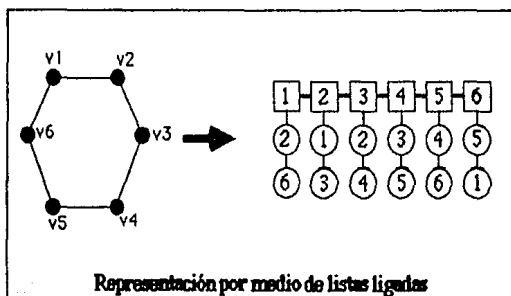 v1 v2
v6 v3
v5 v4
1 2 3 4 5 6
2 1 2 3 4 5
6 3 4 5 6 1
Representación por medio de listas ligadas